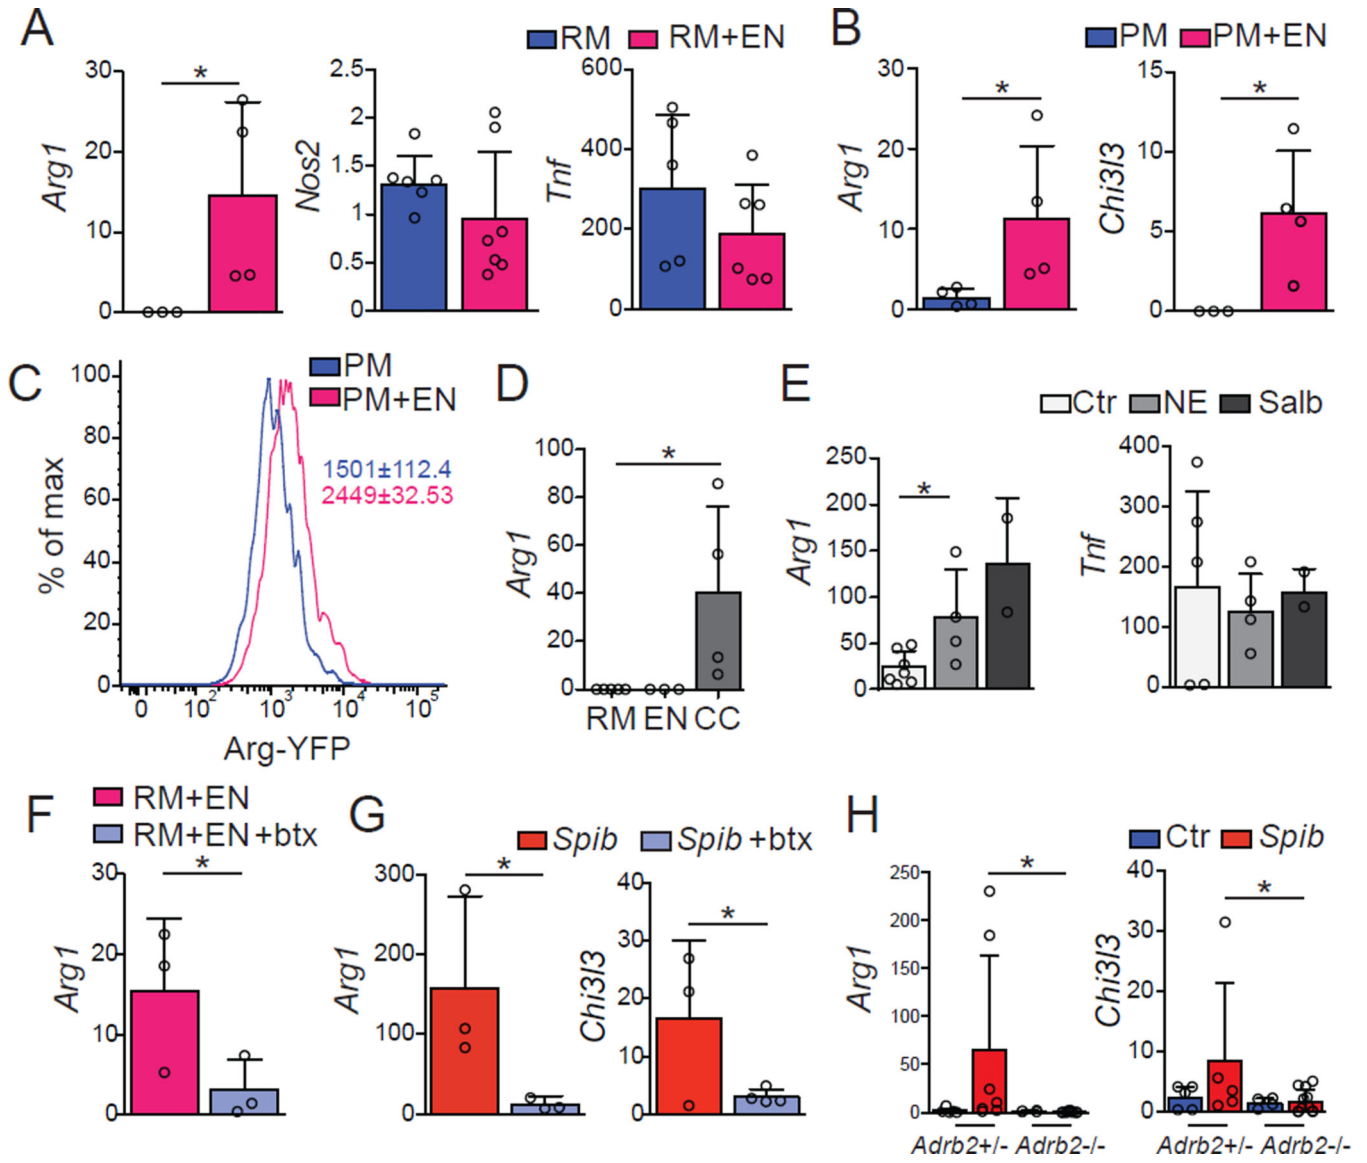 A
RM RM+EN
Arg1
30
20
10
0
*
Nos2
2.5
2
1.5
1
0.5
0
Tnf
600
400
200
0
B
PM PM+EN
Arg1
30
20
10
0
*
Chi3l3
15
10
5
0
*
C
PM
PM+EN
1501±112.4
2449±32.53
% of max
100
80
60
40
20
0
0 10² 10³ 10⁴ 10⁵
Arg-YFP
D
Arg1
100
80
60
40
20
0
*
RM EN CC
E
Ctr NE Salb
Arg1
250
200
150
100
50
0
*
Tnf
400
300
200
100
0
F
RM+EN
RM+EN+btx
Arg1
30
20
10
0
*
G
Spib Spib+btx
Arg1
300
200
100
0
*
Chi3l3
40
30
20
10
0
*
H
Ctr Spib
Arg1
250
200
150
100
50
0
*
Adrb2+/- Adrb2-/-
Chi3l3
40
30
20
10
0
*
Adrb2+/- Adrb2-/-